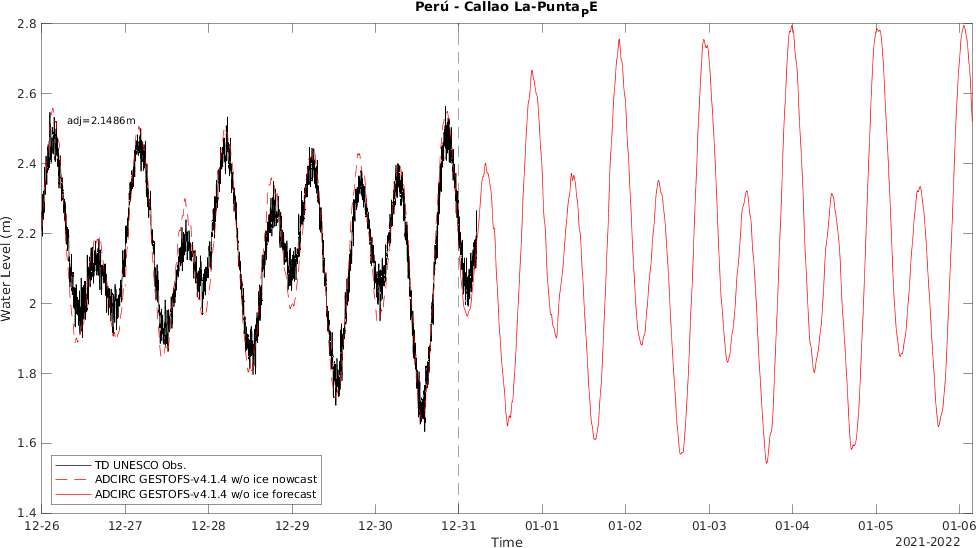 Perú - Callao La-PuntapE
2.8
2.6
2.4
2.2
2
1.8
1.6
1.4
Water Level (m)
adj=2.1486m
TD UNESCO Obs.
ADCIRC GESTOFS-v4.1.4 w/o ice nowcast
ADCIRC GESTOFS-v4.1.4 w/o ice forecast
12-26 12-27 12-28 12-29 12-30 12-31 01-01 01-02 01-03 01-04 01-05 01-06
Time
2021-2022